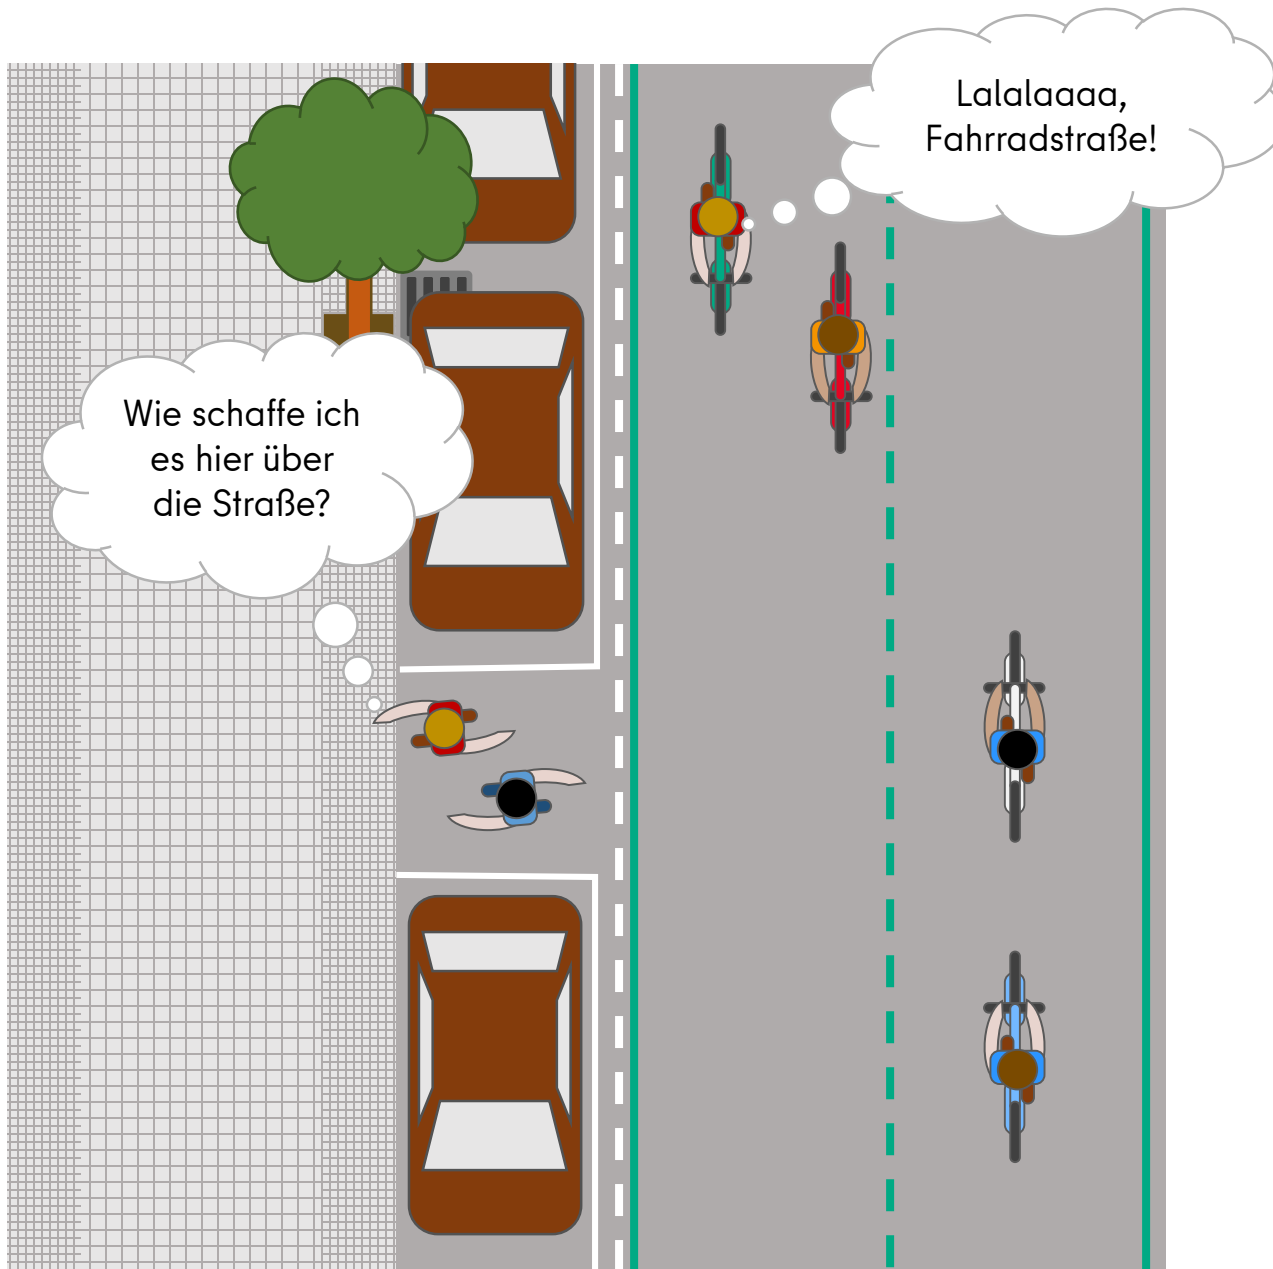 Lalalaaaa,
Fahrradstraße!
Wie schaffe ich
es hier über
die Straße?